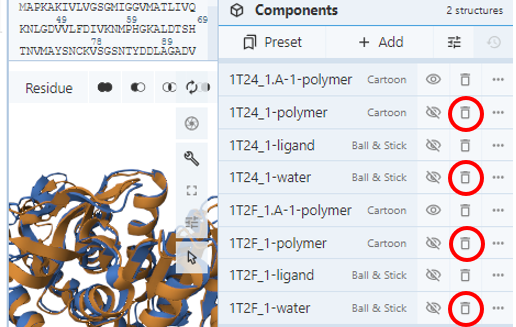 MAPKAKIVLVGSGMIGGVMATLIVQ
49 59 69
KNLGDVVLFDIVKNMPHGKALDTSH
78 89
TNVMAYSNCKVSGSNTYDDLAGADV
Residue
Components 2 structures
Preset Add
1T24_1.A-1-polymer Cartoon
1T24_1-polymer Cartoon
1T24_1-ligand Ball & Stick
1T24_1-water Ball & Stick
1T2F_1.A-1-polymer Cartoon
1T2F_1-polymer Cartoon
1T2F_1-ligand Ball & Stick
1T2F_1-water Ball & Stick